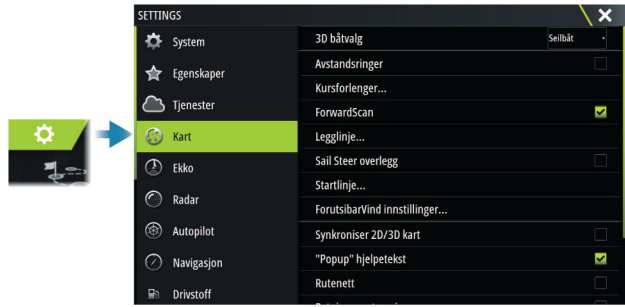 SETTINGS
System
Egenskaper
Tjenester
Kart
Ekko
Radar
Autopilot
Navigasjon
Drivstoff
3D båtvalg
Seilbåt
Avstandsringer
Kursforlenger...
ForwardScan
Legglinje...
Sail Steer overlegg
Startlinje...
ForutsibarVind innstillinger...
Synkroniser 2D/3D kart
"Popup" hjelpetekst
Rutenett